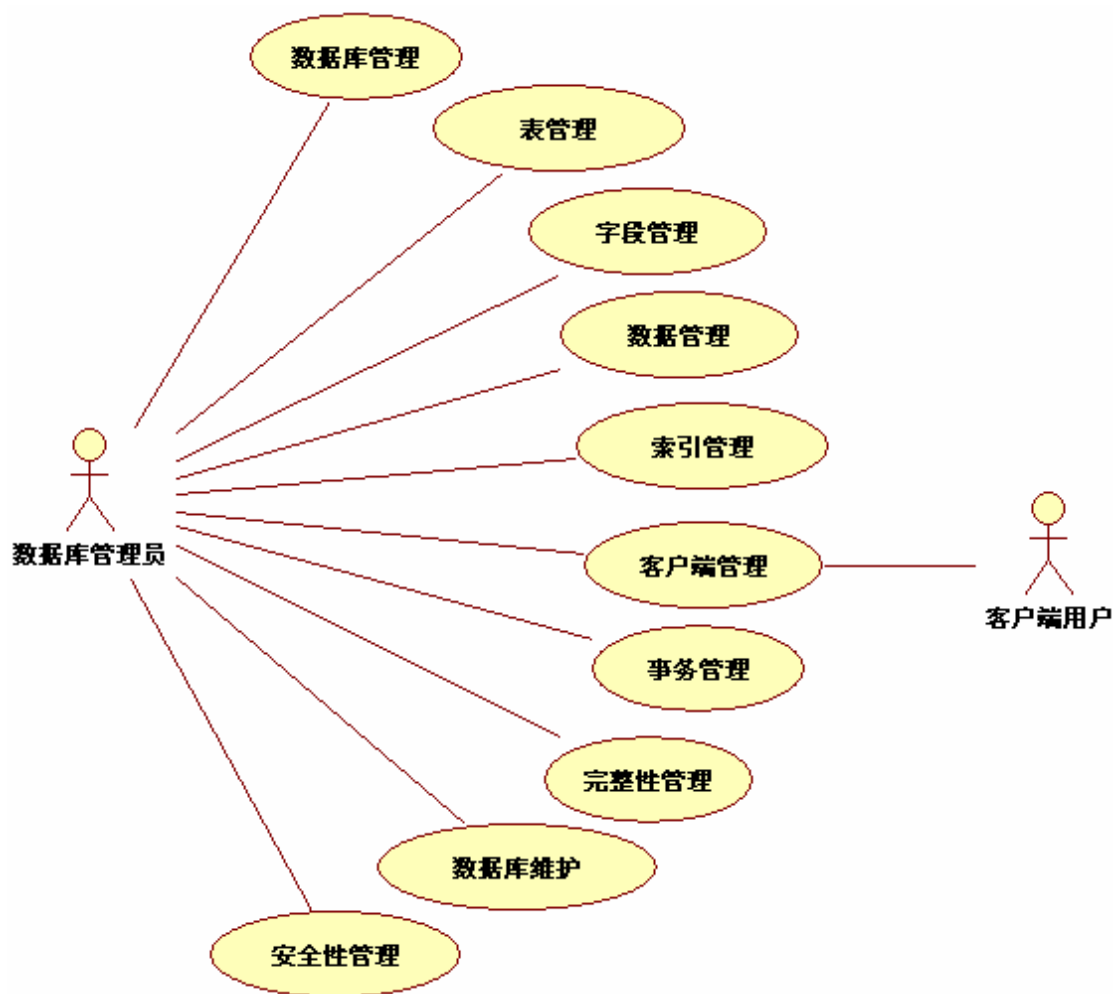 数据库管理
表管理
字段管理
数据管理
索引管理
数据库管理员
客户端管理
客户端用户
事务管理
完整性管理
数据库维护
安全性管理